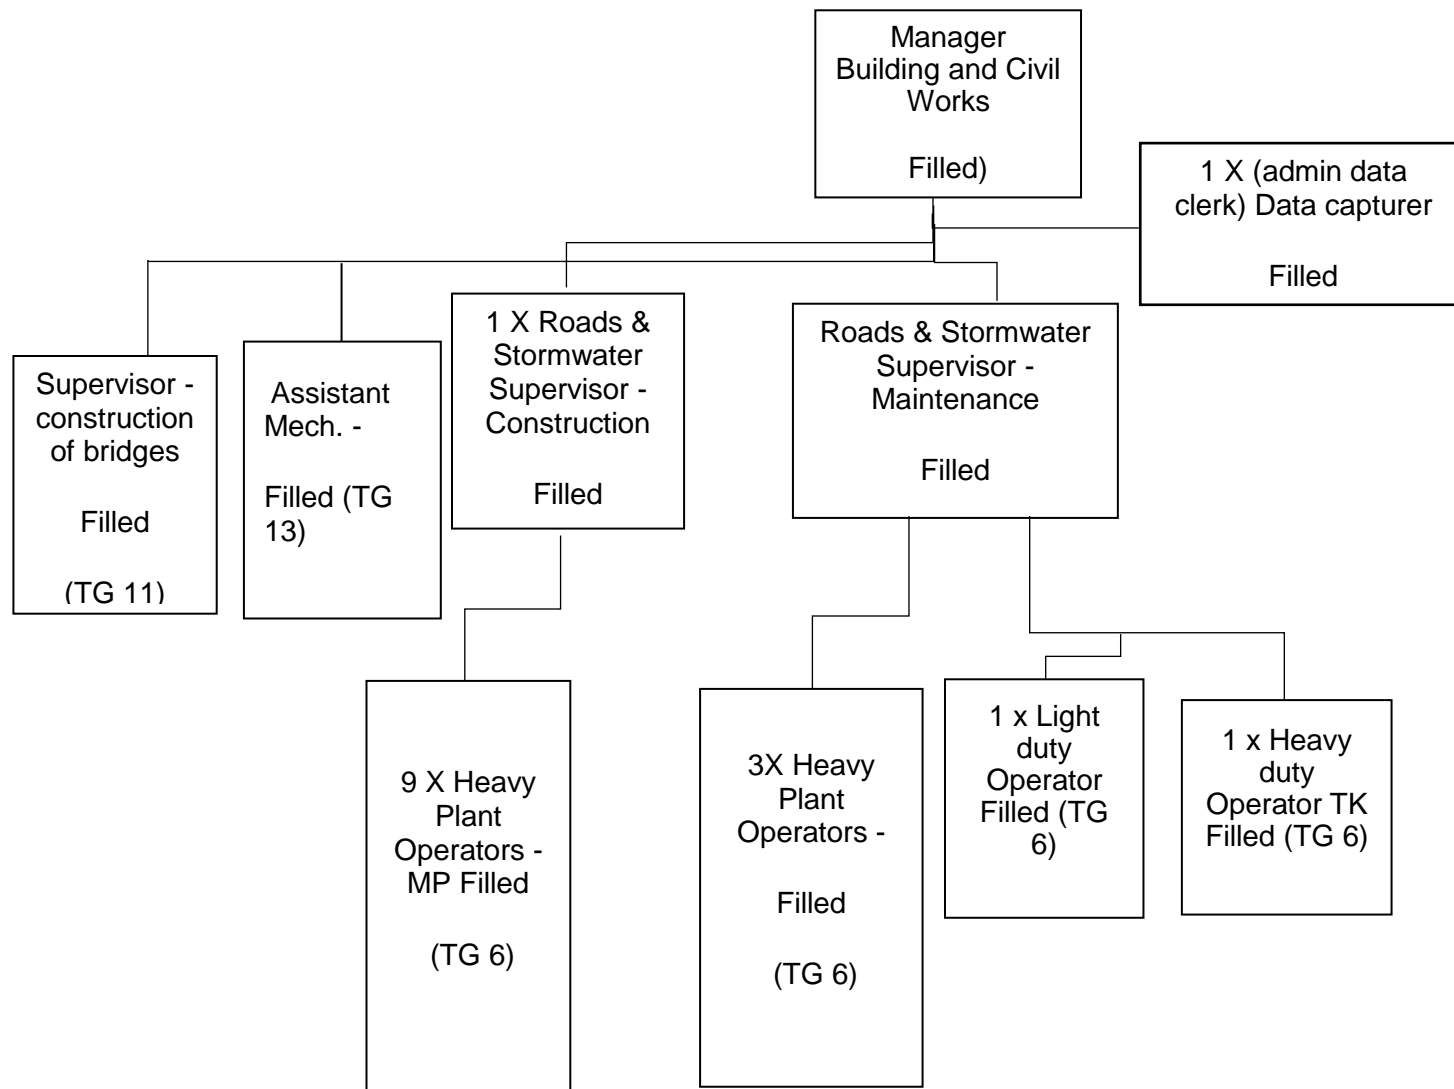 Manager
Building and Civil
Works
Filled)
1 X (admin data
clerk) Data capturer
Filled
Supervisor -
construction
of bridges
Filled
(TG 11)
Assistant
Mech. -
Filled (TG
13)
1 X Roads &
Stormwater
Supervisor -
Construction
Filled
Roads & Stormwater
Supervisor -
Maintenance
Filled
9 X Heavy
Plant
Operators -
MP Filled
(TG 6)
3X Heavy
Plant
Operators -
Filled
(TG 6)
1 x Light
duty
Operator
Filled (TG
6)
1 x Heavy
duty
Operator TK
Filled (TG 6)